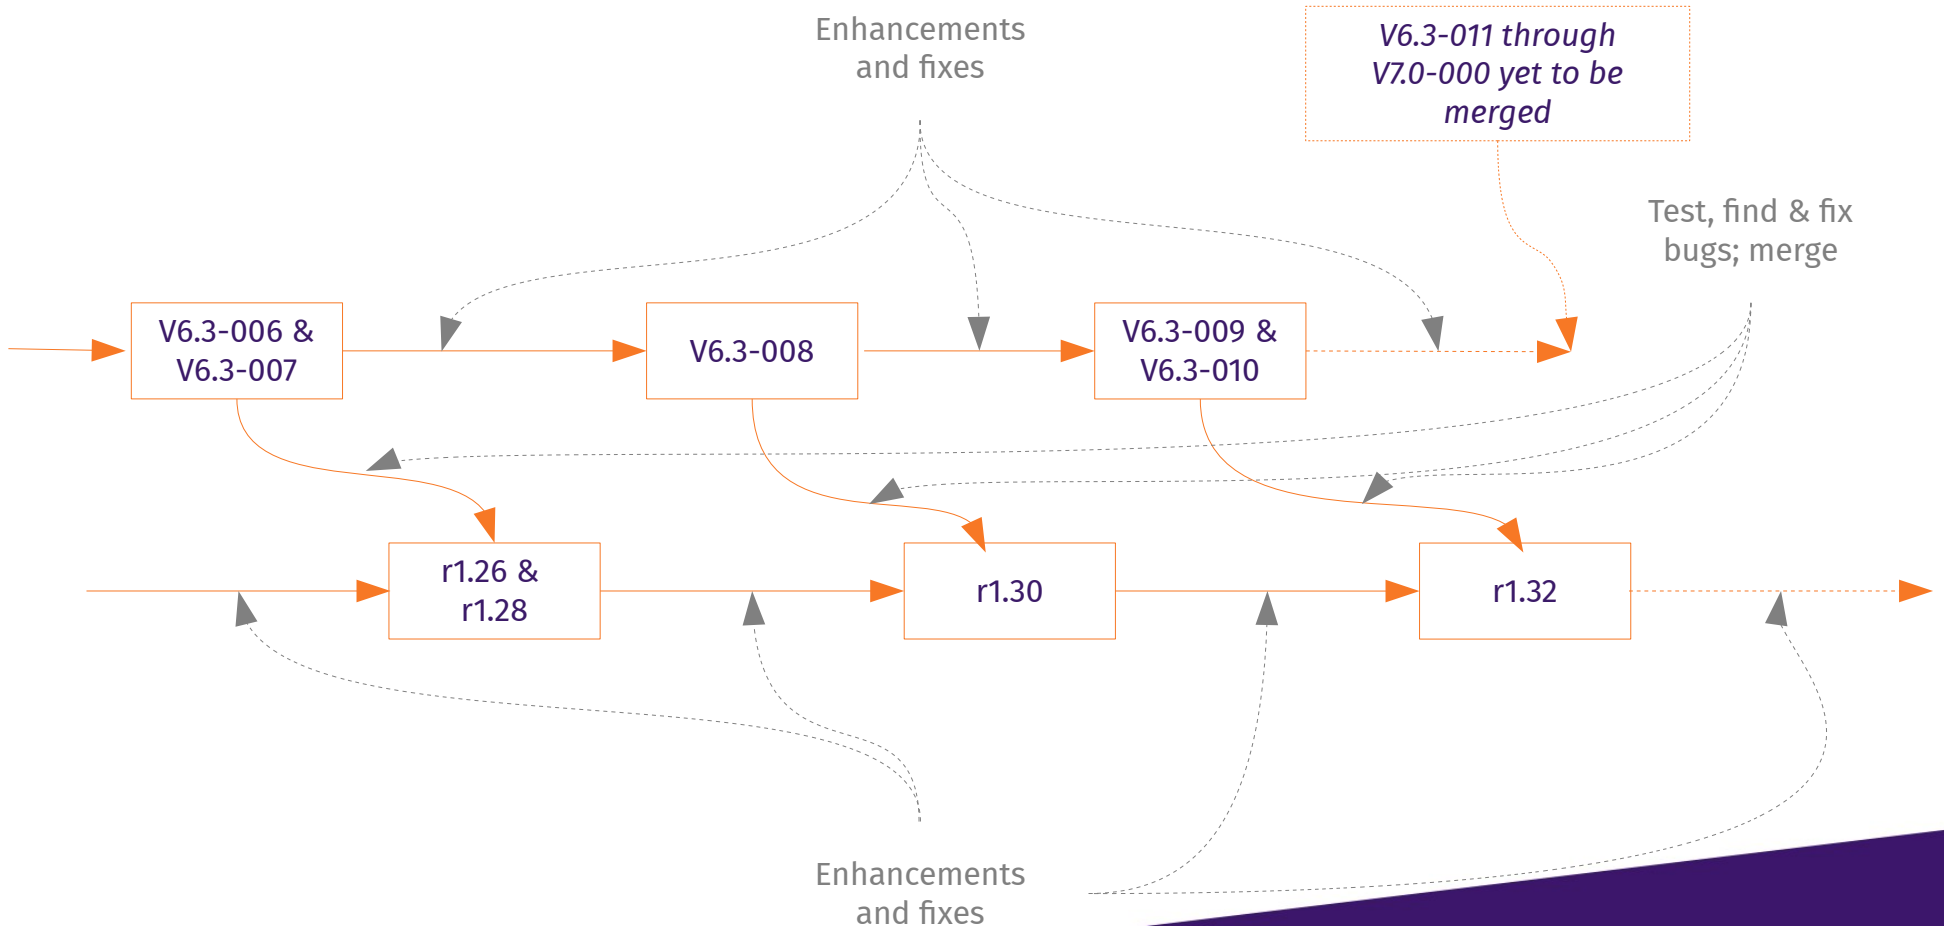 Enhancements
and fixes
V6.3-011 through
V7.0-000 yet to be
merged
Test, find & fix
bugs; merge
V6.3-006 &
V6.3-007
V6.3-008
V6.3-009 &
V6.3-010
r1.26 &
r1.28
r1.30
r1.32
Enhancements
and fixes